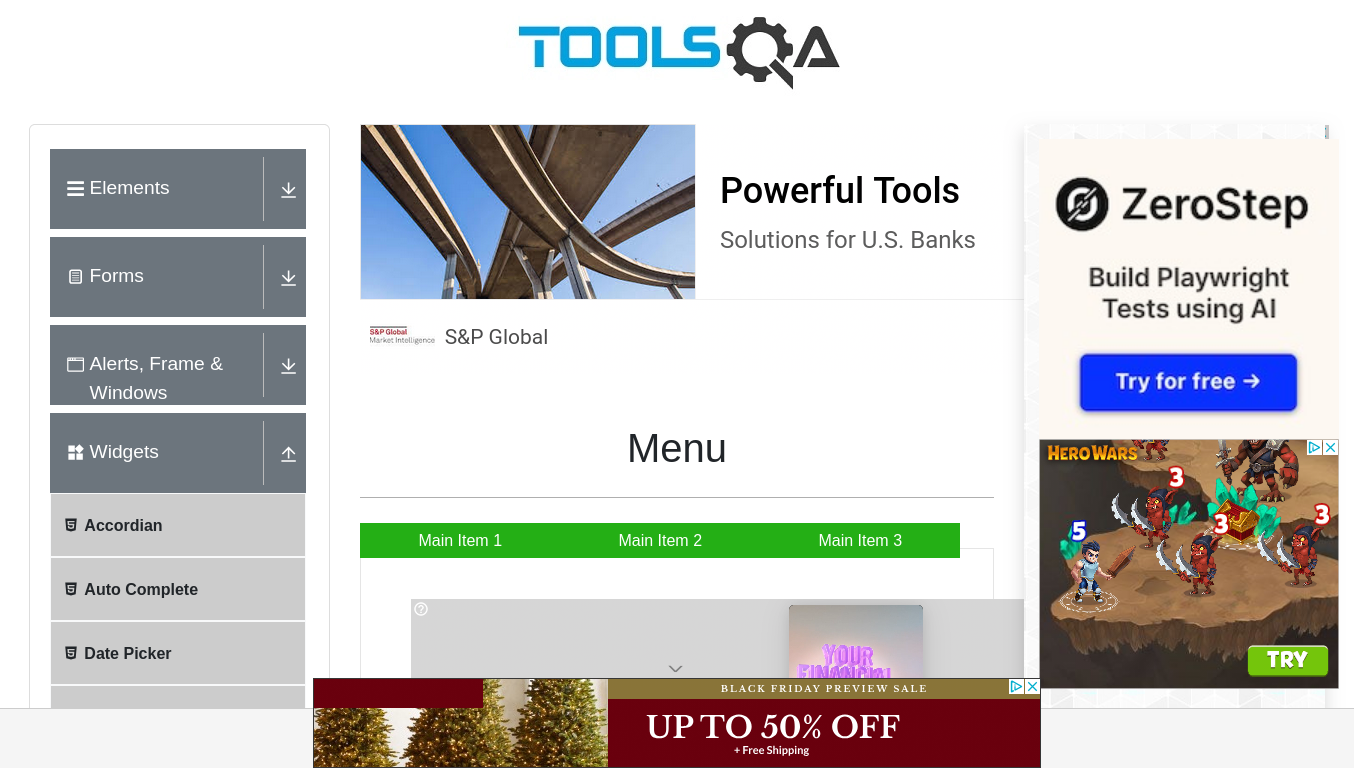 TOOLSQA
Elements
Forms
Alerts, Frame &
Windows
Widgets
Accordian
Auto Complete
Date Picker
Powerful Tools
Solutions for U.S. Banks
S&P Global
Market Intelligence
S&P Global
Menu
Main Item 1
Main Item 2
Main Item 3
YOUR
FINANCIAL
ZeroStep
Build Playwright
Tests using AI
Try for free →
HERO WARS
3
5
3
3
TRY
BLACK FRIDAY PREVIEW SALE
UP TO 50% OFF
+ Free Shipping